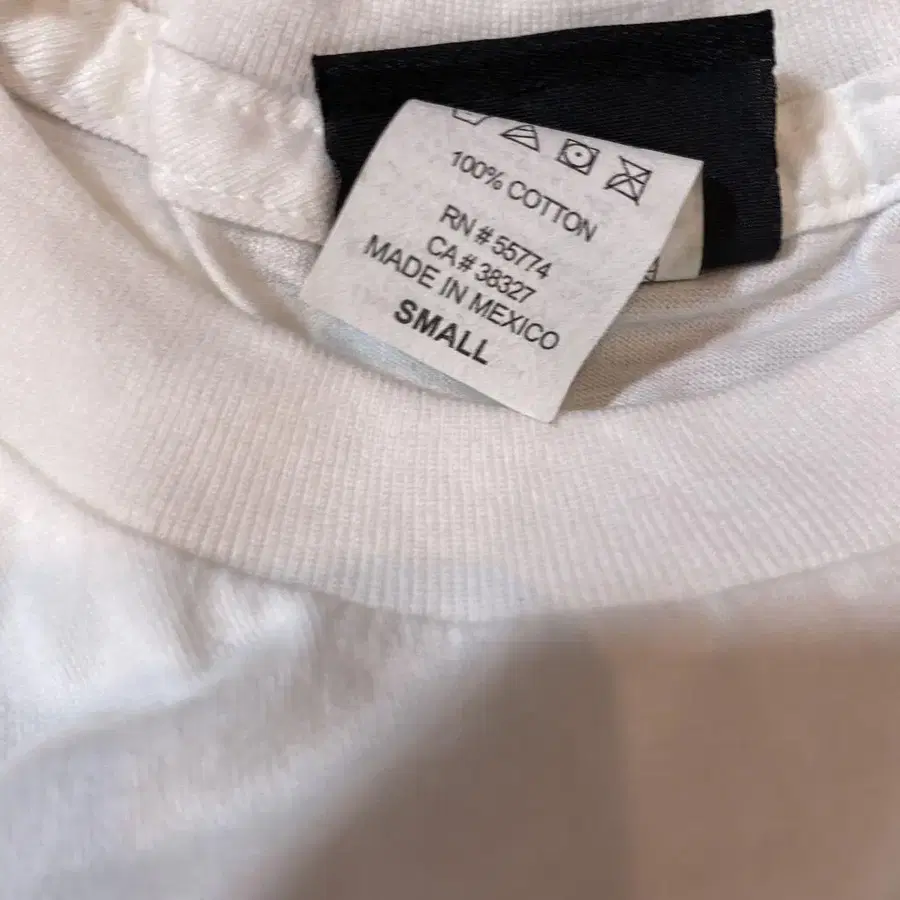 100% COTTON
RN # 55774
CA # 38327
MADE IN MEXICO
SMALL